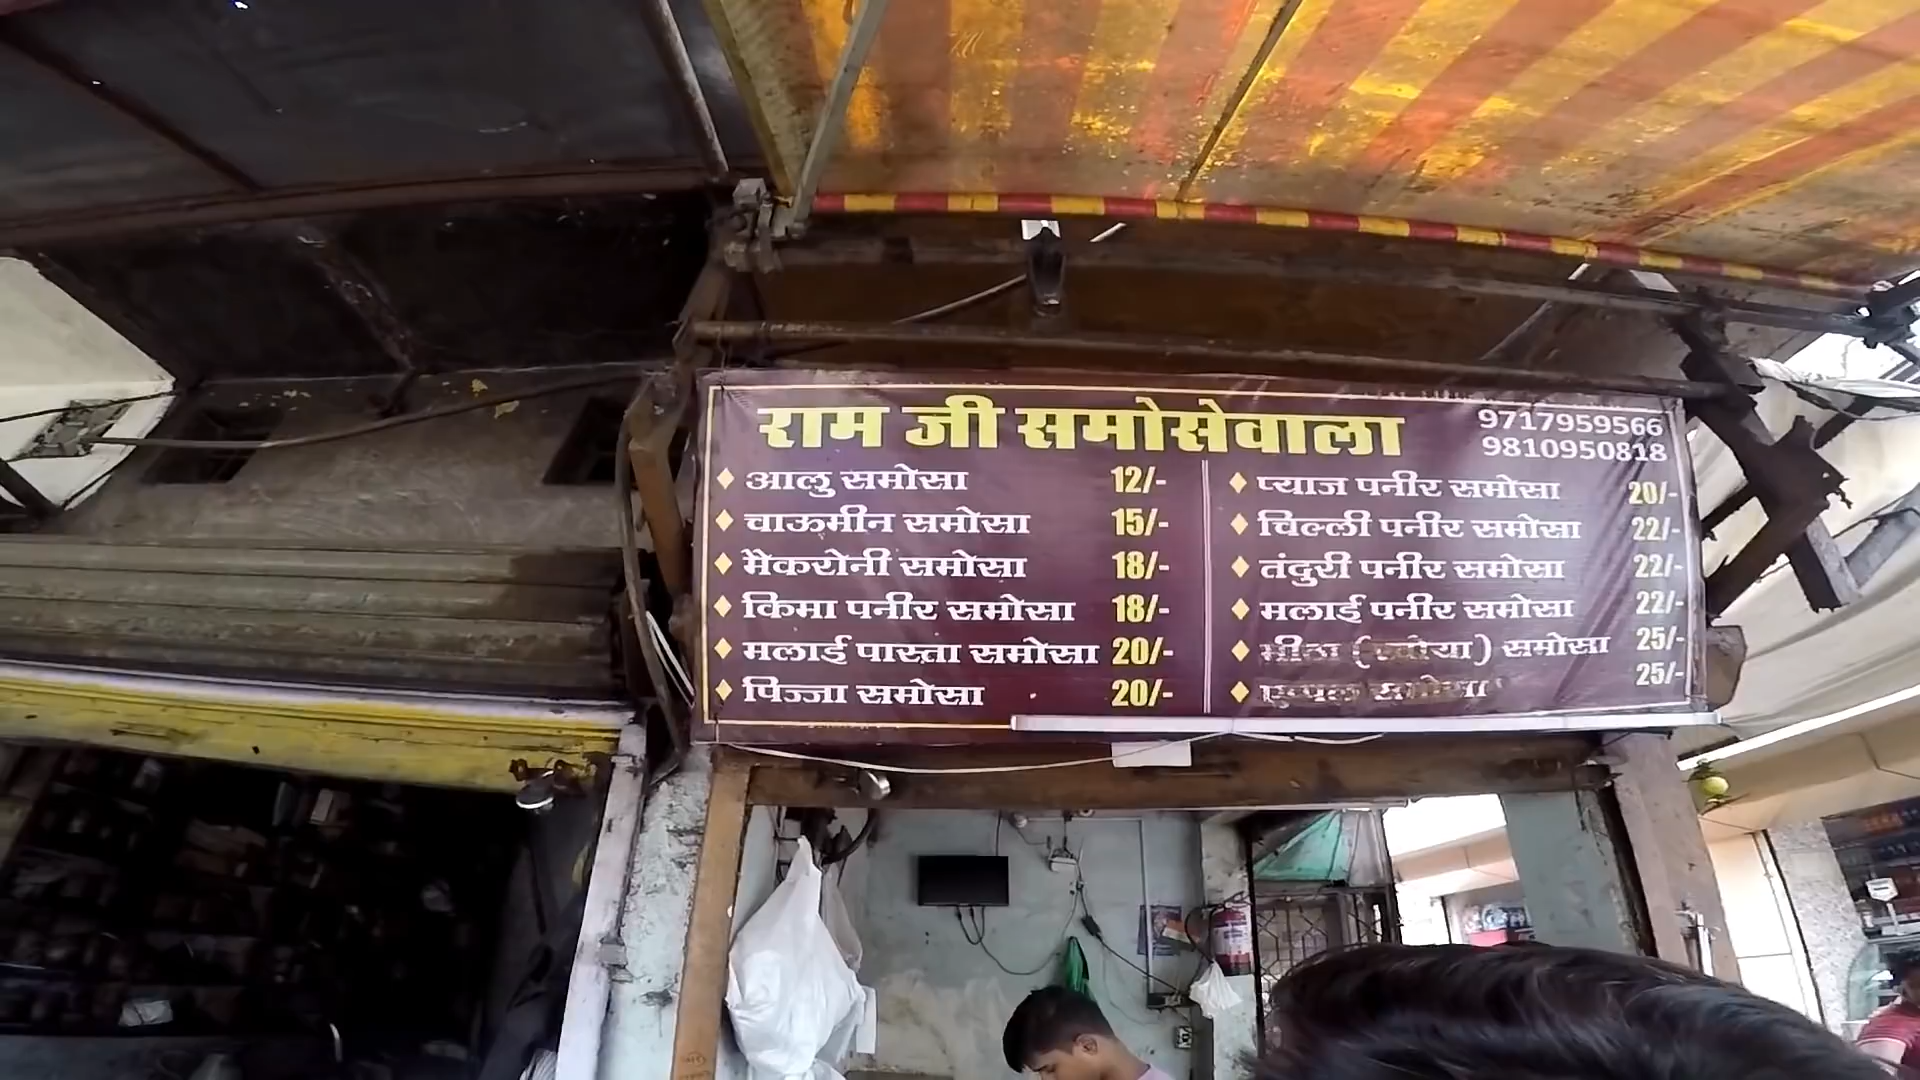 राम जी समोसेवाला
9717959566
9810950818
♦ आलु समोसा 12/-
♦ चाऊमीन समोसा 15/-
♦ मैकरोनी समोसा 18/-
♦ किमा पनीर समोसा 18/-
♦ मलाई पास्ता समोसा 20/-
♦ पिज्जा समोसा 20/-
♦ प्याज पनीर समोसा 20/-
♦ चिल्ली पनीर समोसा 22/-
♦ तंदुरी पनीर समोसा 22/-
♦ मलाई पनीर समोसा 22/-
♦ मीठा (खोया) समोसा 25/-
♦ समोसा 25/-